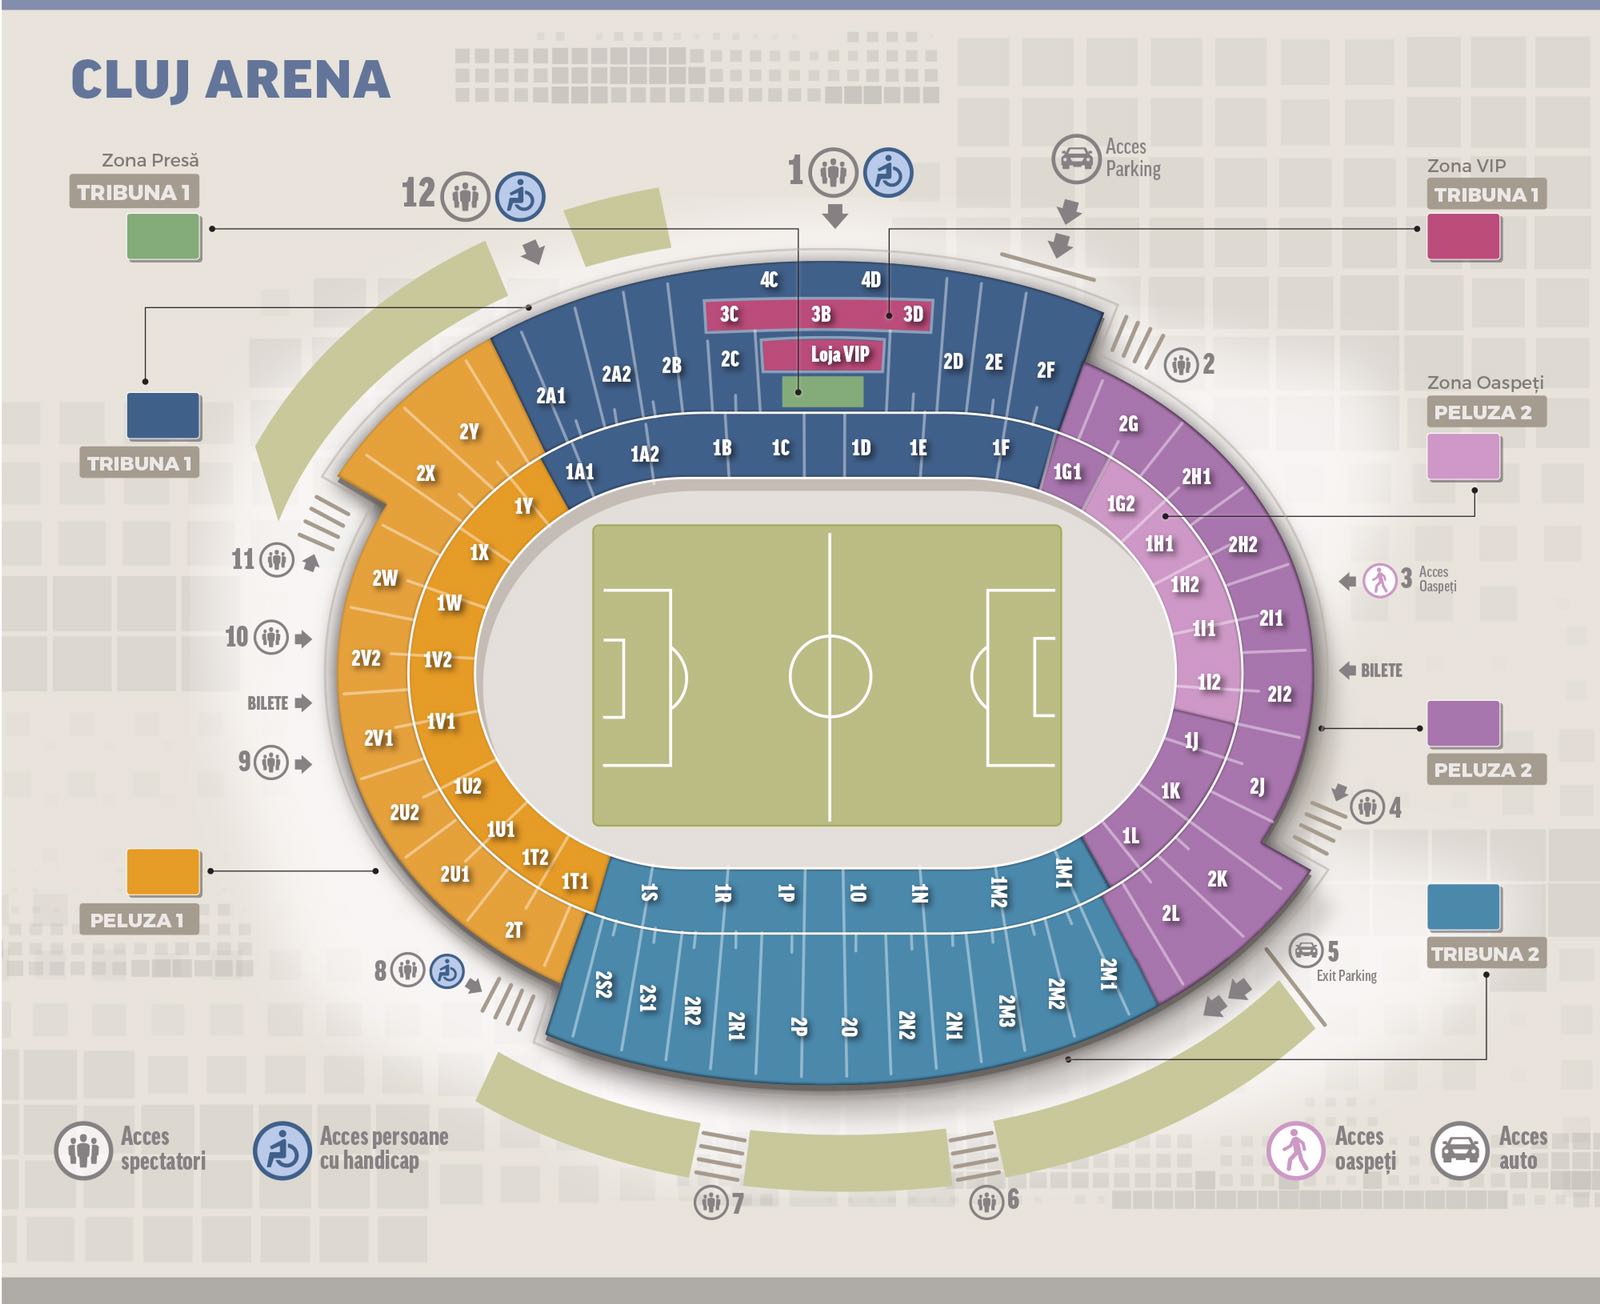 CLUJ ARENA
Zona Presă
TRIBUNA 1
12
1
Acces
Parking
Zona VIP
TRIBUNA 1
TRIBUNA 1
4C
4D
3C
3B
3D
Loja VIP
2A1
2A2
2B
2C
2D
2E
2F
1A1
1A2
1B
1C
1D
1E
1F
2
Zona Oaspeți
PELUZA 2
2Y
2X
1Y
1X
2W
1W
2V2
1V2
2V1
1V1
2U2
1U2
2U1
1U1
1T2
1T1
2T
2G
1G1
1G2
2H1
1H1
2H2
1H2
2I1
1I1
2I2
1I2
1J
2J
1K
1L
2K
2L
11
10
BILETE
9
3
Acces
Oaspeți
BILETE
PELUZA 2
4
PELUZA 1
1S
1R
1P
1O
1N
1M2
1M1
2S2
2S1
2R2
2R1
2P
2O
2N2
2N1
2M3
2M2
2M1
8
5
Exit Parking
TRIBUNA 2
Acces
spectatori
Acces persoane
cu handicap
7
6
Acces
oaspeți
Acces
auto